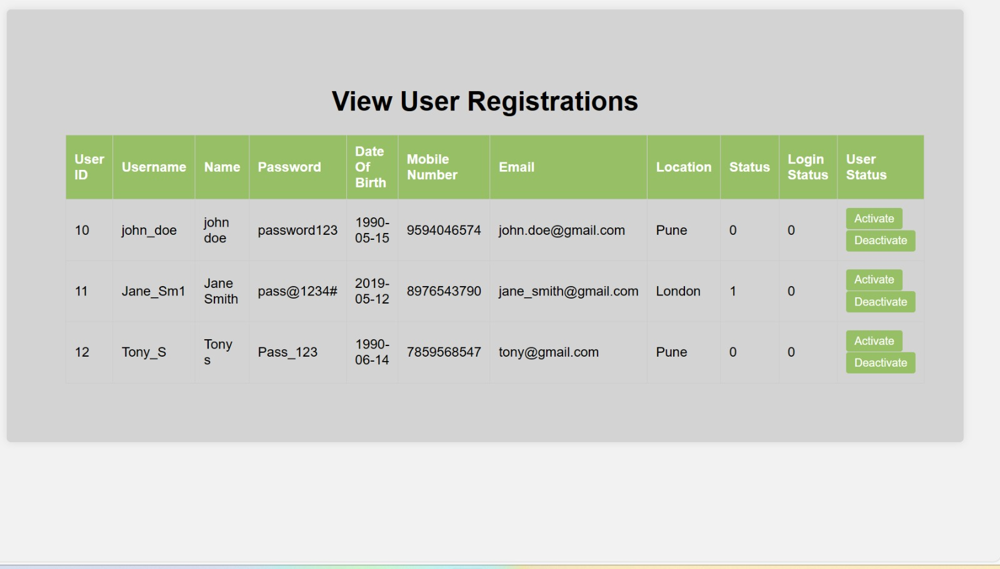 View User Registrations
User ID Username Name Password Date Of Birth Mobile Number Email Location Status Login Status User Status
10 john_doe john doe password123 1990-05-15 9594046574 john.doe@gmail.com Pune 0 0 Activate Deactivate
11 Jane_Sm1 Jane Smith pass@1234# 2019-05-12 8976543790 jane_smith@gmail.com London 1 0 Activate Deactivate
12 Tony_S Tony s Pass_123 1990-06-14 7859568547 tony@gmail.com Pune 0 0 Activate Deactivate